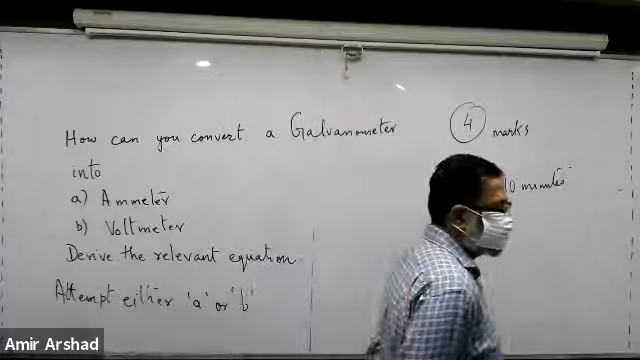 How can you convert a Galvanometer
into
a) Ammeter
b) Voltmeter
Derive the relevant equation.
Attempt either 'a' or 'b'
4 marks
10 minutes
Amir Arshad